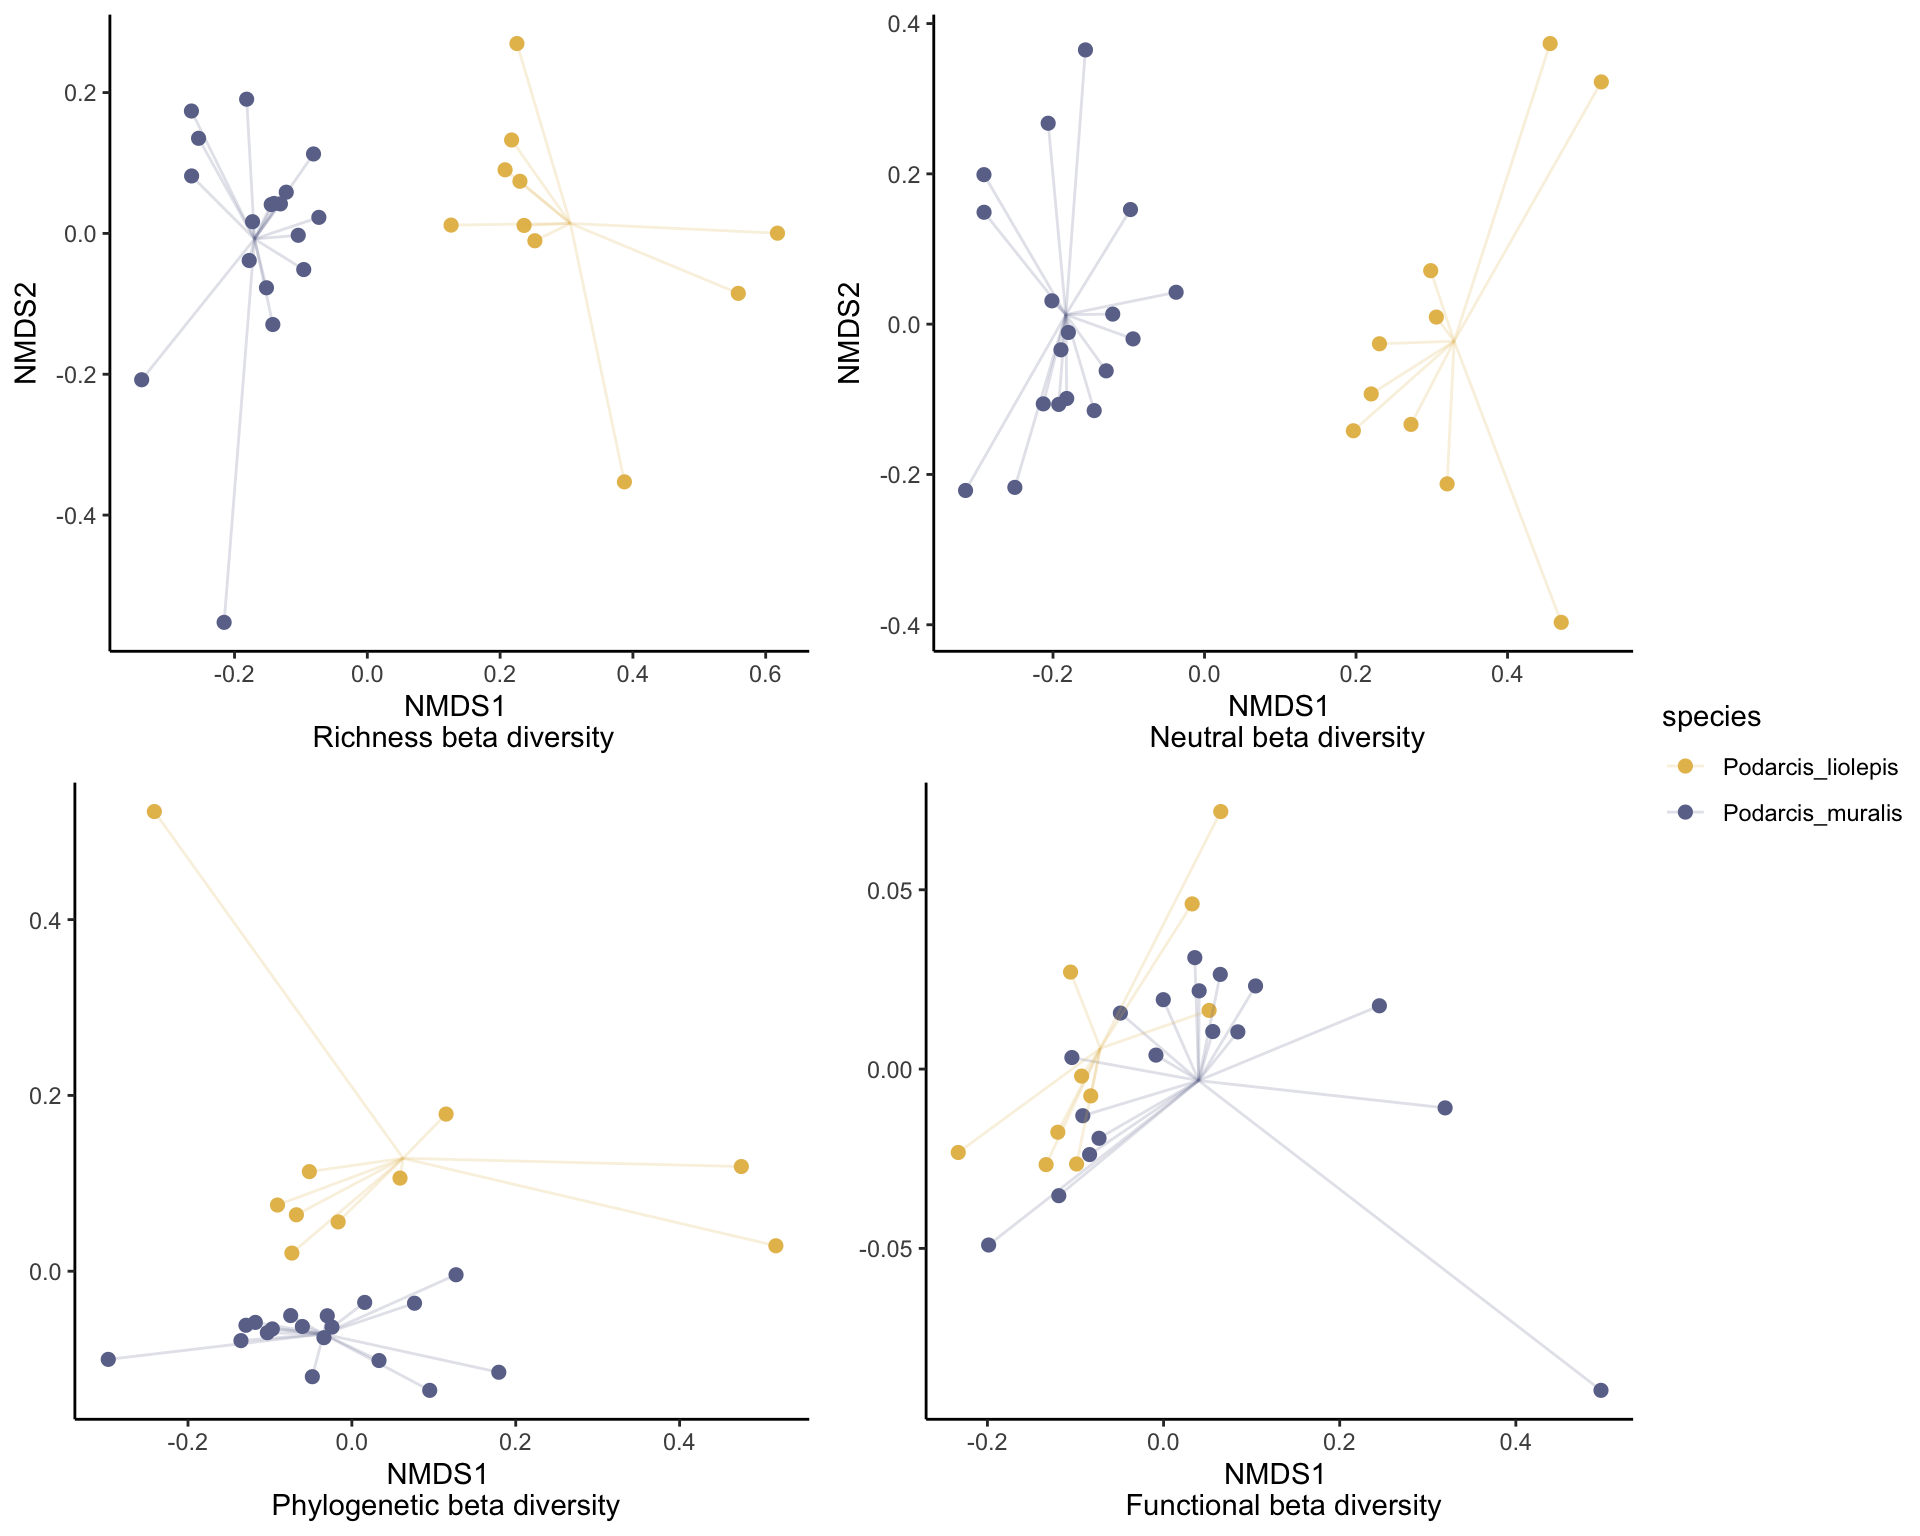 0.2
0.0
-0.2
-0.4
NMDS2
-0.2
0.0
0.2
0.4
0.6
NMDS1
Richness beta diversity
0.4
0.2
0.0
-0.2
-0.4
NMDS2
-0.2
0.0
0.2
0.4
NMDS1
Neutral beta diversity
species
Podarcis_liolepis
Podarcis_muralis
0.4
0.2
0.0
-0.2
0.0
0.2
0.4
NMDS1
Phylogenetic beta diversity
0.05
0.00
-0.05
-0.2
0.0
0.2
0.4
NMDS1
Functional beta diversity